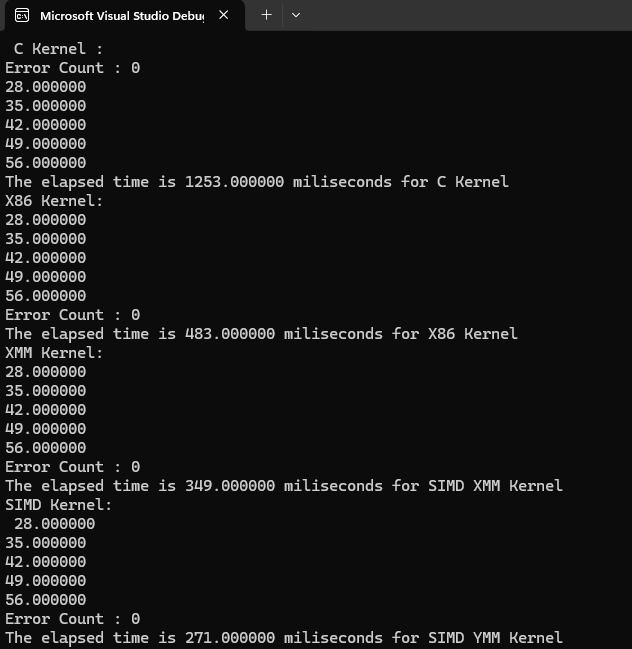 Microsoft Visual Studio Debu
C Kernel :
Error Count : 0
28.000000
35.000000
42.000000
49.000000
56.000000
The elapsed time is 1253.000000 miliseconds for C Kernel
X86 Kernel:
28.000000
35.000000
42.000000
49.000000
56.000000
Error Count : 0
The elapsed time is 483.000000 miliseconds for X86 Kernel
XMM Kernel:
28.000000
35.000000
42.000000
49.000000
56.000000
Error Count : 0
The elapsed time is 349.000000 miliseconds for SIMD XMM Kernel
SIMD Kernel:
28.000000
35.000000
42.000000
49.000000
56.000000
Error Count : 0
The elapsed time is 271.000000 miliseconds for SIMD YMM Kernel